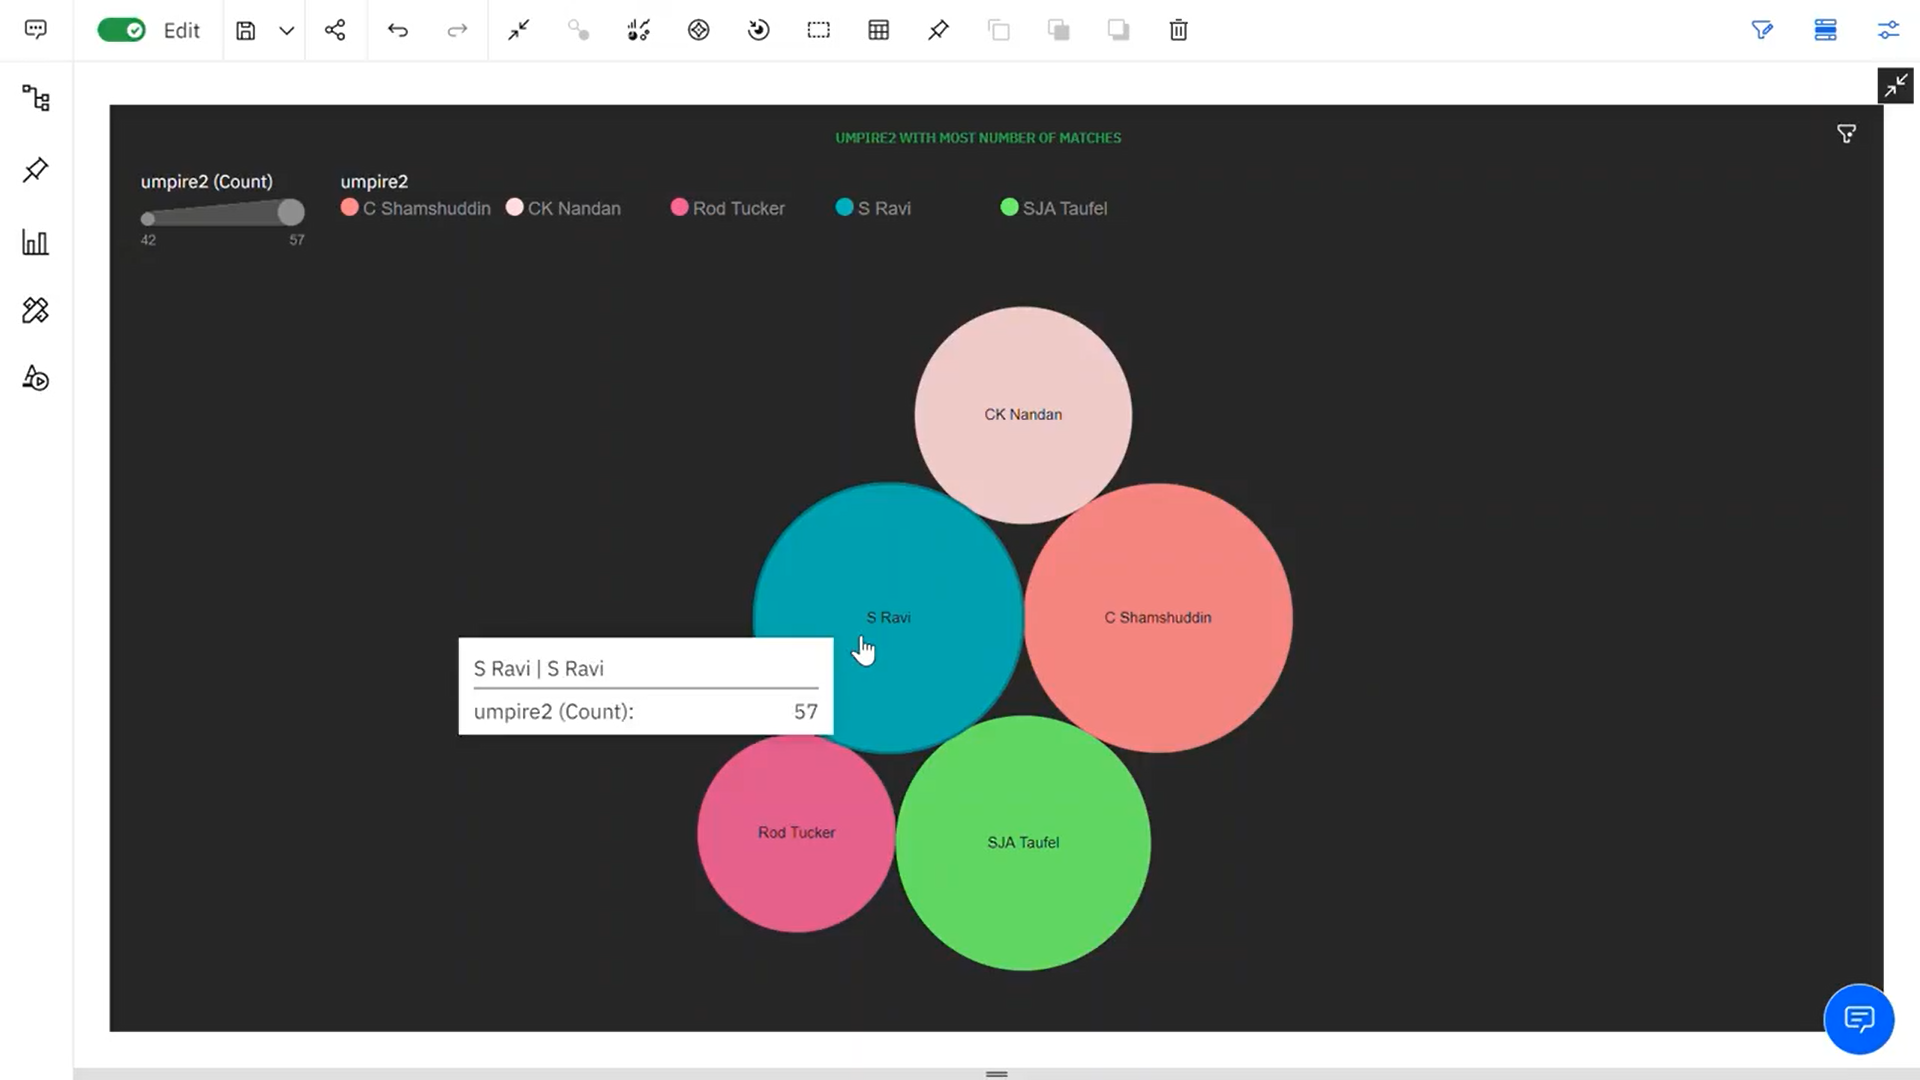 Edit
UMPIRE2 WITH MOST NUMBER OF MATCHES
umpire2 (Count)
42 57
umpire2
C Shamshuddin CK Nandan Rod Tucker S Ravi SJA Taufel
CK Nandan
S Ravi
C Shamshuddin
S Ravi | S Ravi
umpire2 (Count): 57
Rod Tucker
SJA Taufel